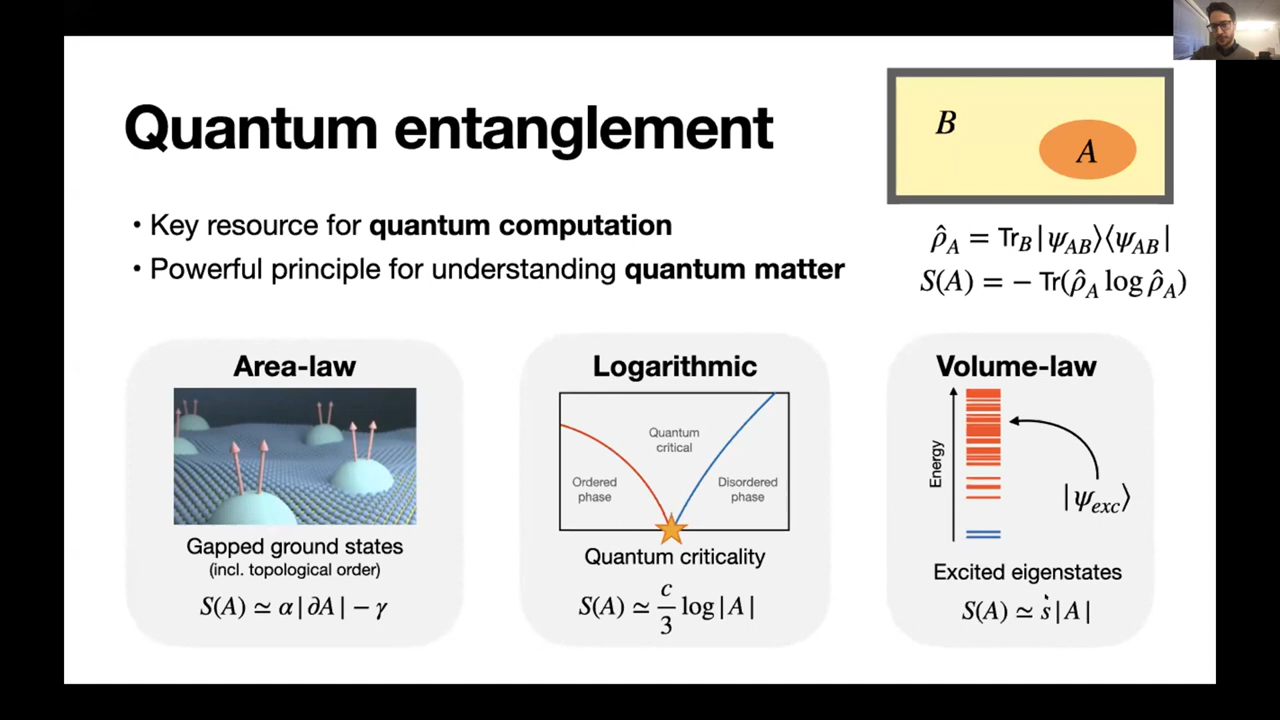 Quantum entanglement
• Key resource for quantum computation
• Powerful principle for understanding quantum matter
B
A
ρ̂_A = Tr_B|ψ_AB⟩⟨ψ_AB|
S(A) = − Tr(ρ̂_A log ρ̂_A)
Area-law
Gapped ground states
(incl. topological order)
S(A) ≃ α|∂A| − γ
Logarithmic
Quantum
critical
Ordered
phase
Disordered
phase
Quantum criticality
S(A) ≃ c/3 log|A|
Volume-law
Energy
|ψ_exc⟩
Excited eigenstates
S(A) ≃ s|A|